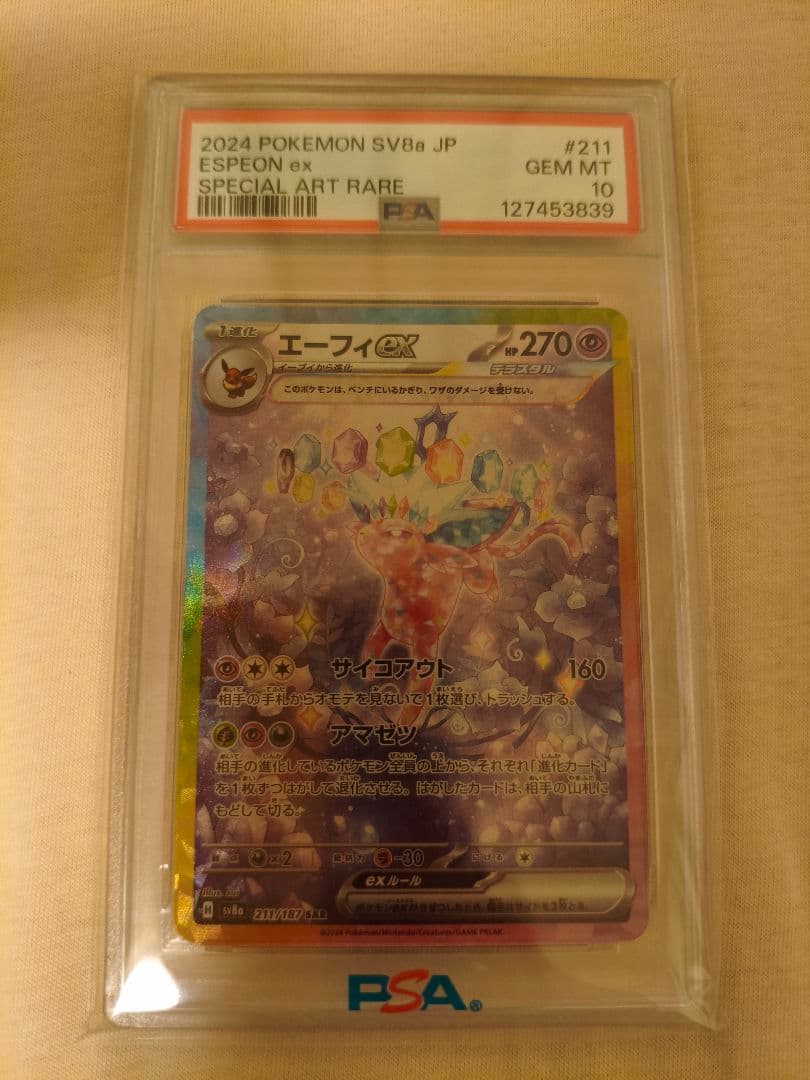 2024 POKEMON SV8a JP #211
ESPEON ex GEM MT
SPECIAL ART RARE 10
PSA 127453839
1進化 エーフィex HP270
イーブイから進化 テラスタル
このポケモンは、ベンチにいるかぎり、ワザのダメージを受けない。
サイコアウト 160
相手の手札からオモテを見ないで1枚選び、トラッシュする。
アマゼツ
相手の進化しているポケモン全員の上から、それぞれ「進化カード」
を1枚ずつはがして退化させる。はがしたカードは、相手の山札に
もどして切る。
×2 抵抗力 -30 にげる
exルール
SV8a 211/187 SAR
©2024 Pokémon/Nintendo/Creatures/GAME FREAK.
PSA®